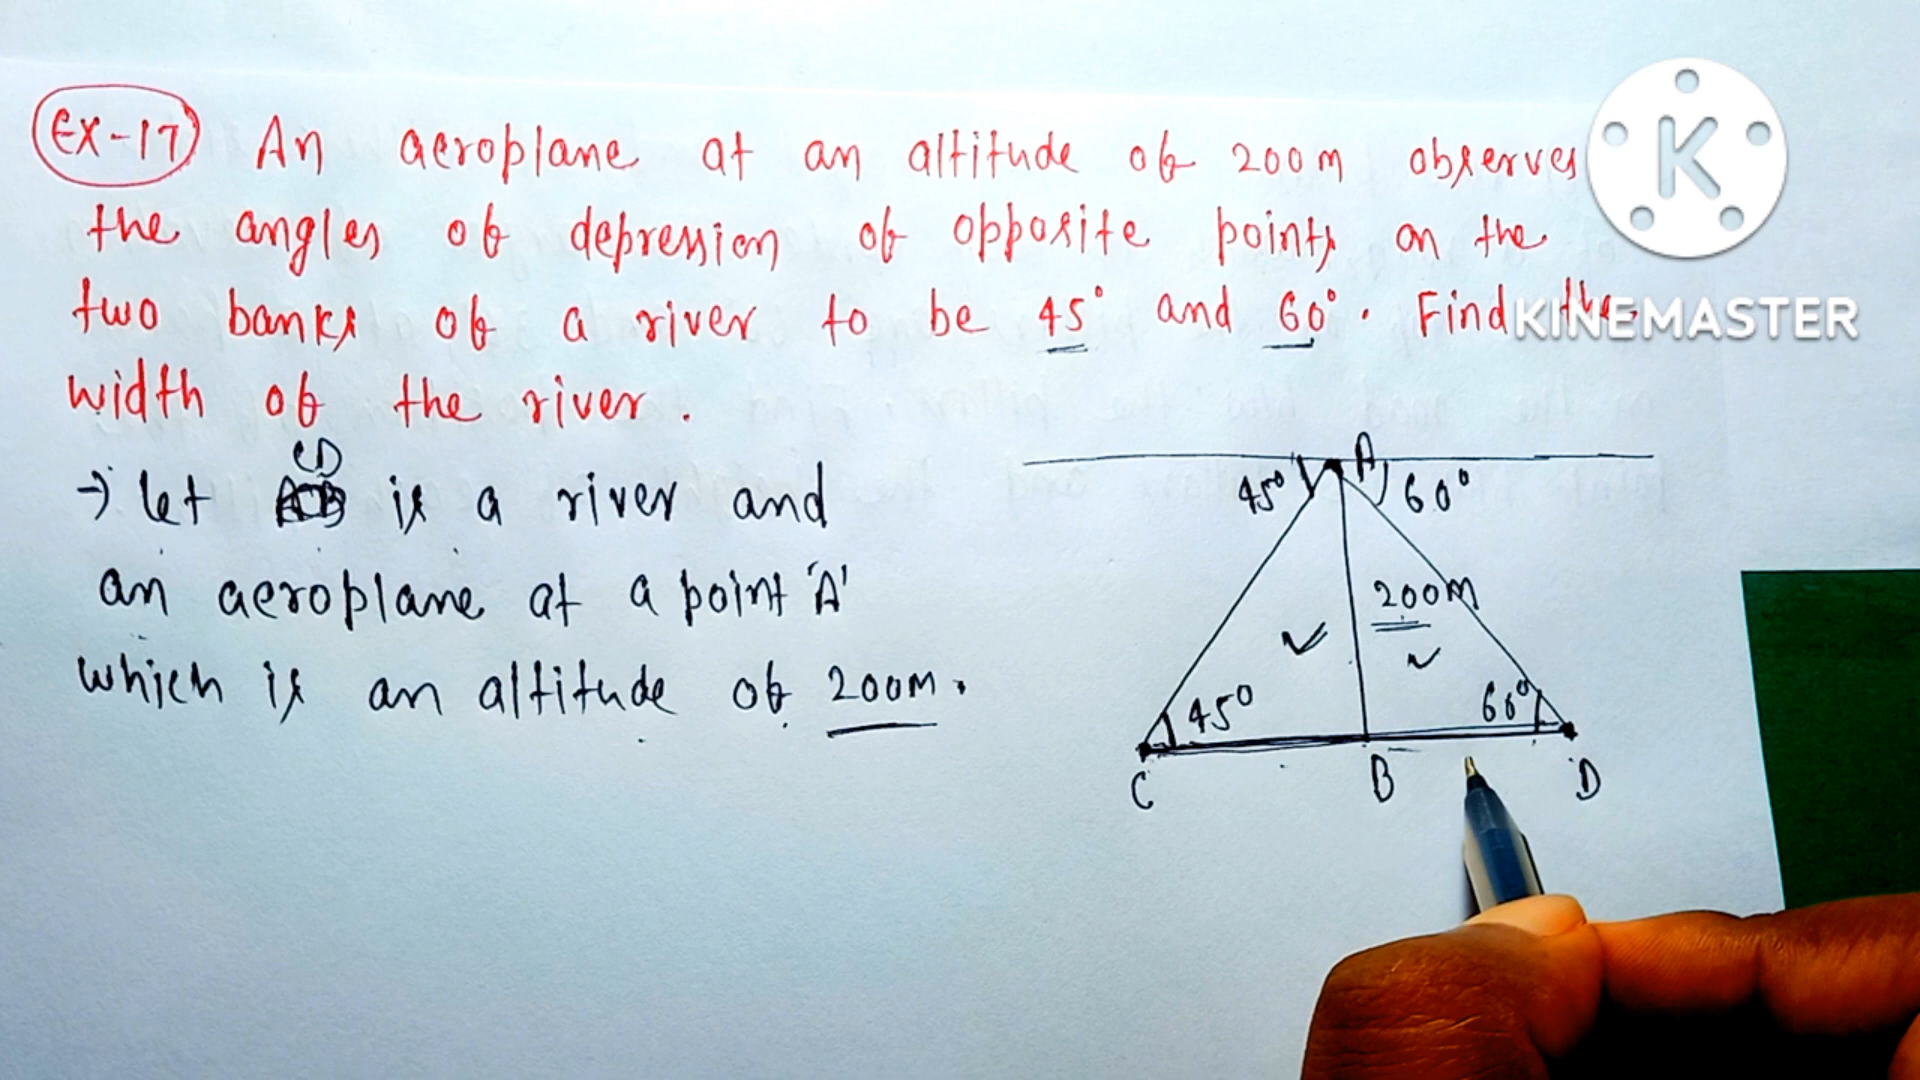 Ex-17) An aeroplane at an altitude of 200m observes
the angles of depression of opposite points on the
two banks of a river to be 45° and 60°. Find the
width of the river.
→ let CD is a river and
an aeroplane at a point 'A'
which is an altitude of 200m.
A
45° 60°
200m
45° 60°
C B D
K
KINEMASTER